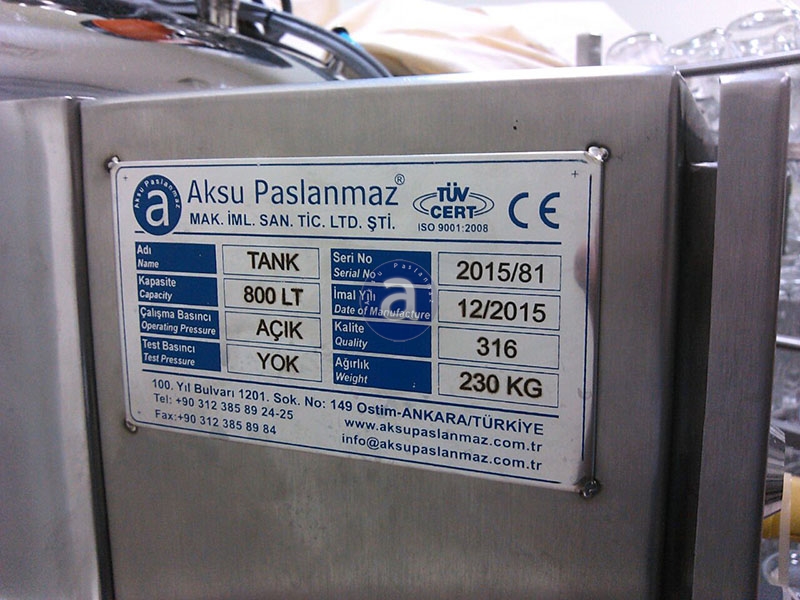 Aksu Paslanmaz
a
Aksu Paslanmaz®
MAK. İML. SAN. TİC. LTD. ŞTİ.
TÜV
CERT
ISO 9001:2008
CE
Adı
Name
TANK
Seri No
Serial No
2015/81
Kapasite
Capacity
800 LT
İmal Yılı
Date of Manufacture
12/2015
Çalışma Basıncı
Operating Pressure
AÇIK
Kalite
Quality
316
Test Basıncı
Test Pressure
YOK
Ağırlık
Weight
230 KG
Aksu Paslanmaz
a
100. Yıl Bulvarı 1201. Sok. No: 149 Ostim-ANKARA/TÜRKİYE
Tel: +90 312 385 89 24-25
www.aksupaslanmaz.com.tr
Fax:+90 312 385 89 84
info@aksupaslanmaz.com.tr